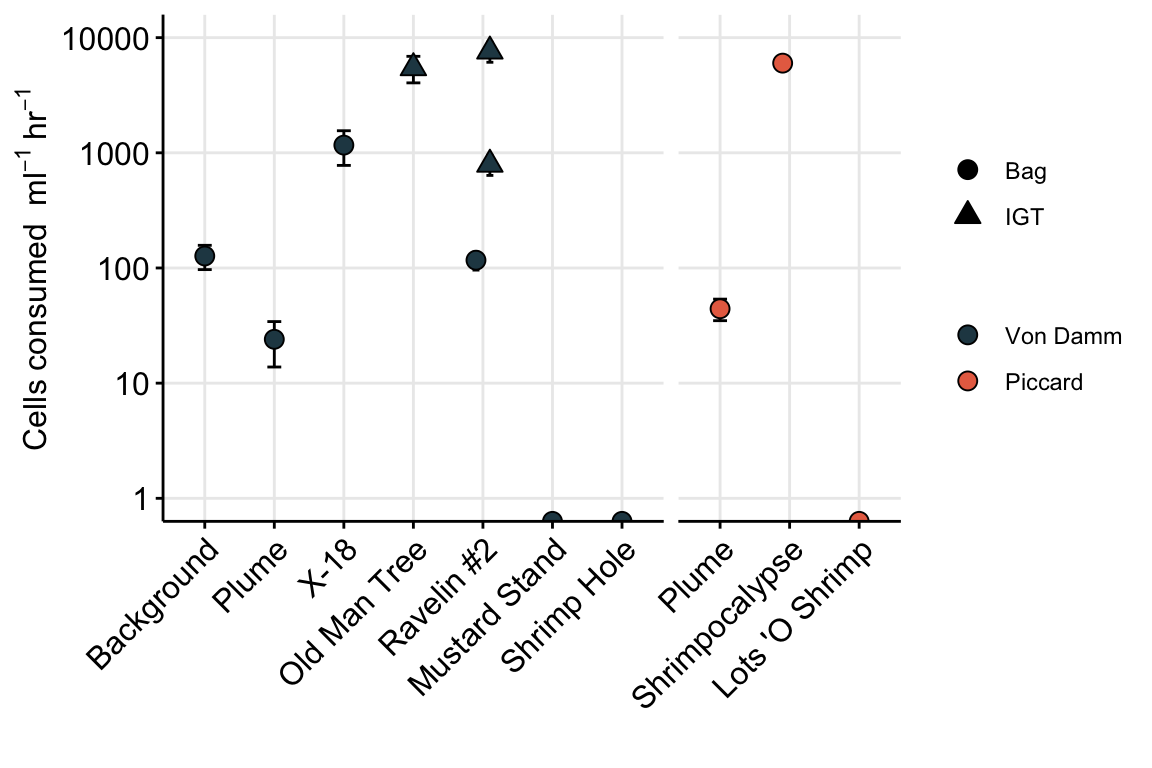 Cells consumed ml⁻¹ hr⁻¹
10000
1000
100
10
1
Background
Plume
X-18
Old Man Tree
Ravelin #2
Mustard Stand
Shrimp Hole
Plume
Shrimpocalypse
Lots 'O Shrimp
Bag
IGT
Von Damm
Piccard